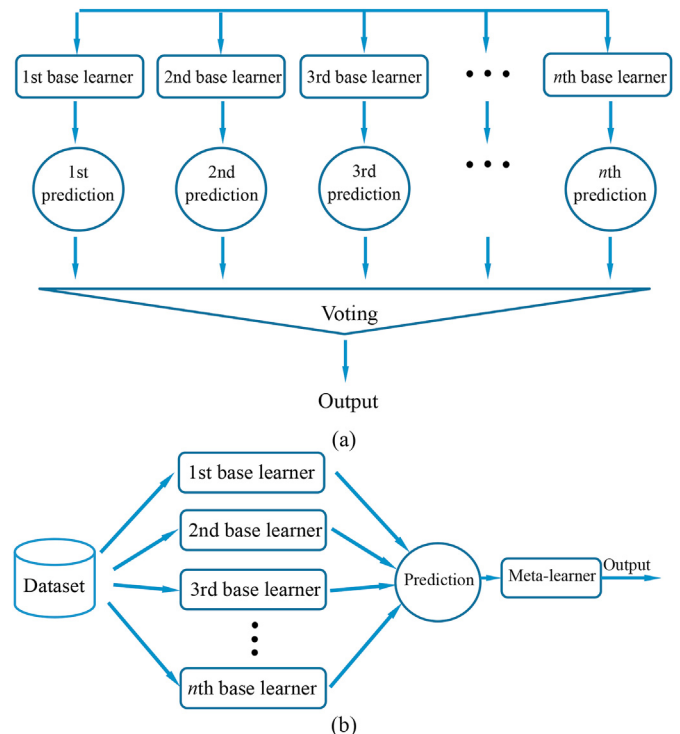 1st base learner
2nd base learner
3rd base learner
• • •
nth base learner
1st
prediction
2nd
prediction
3rd
prediction
• • •
nth
prediction
Voting
Output
(a)
1st base learner
2nd base learner
3rd base learner
nth base learner
Dataset
Prediction
Meta-learner
Output
(b)